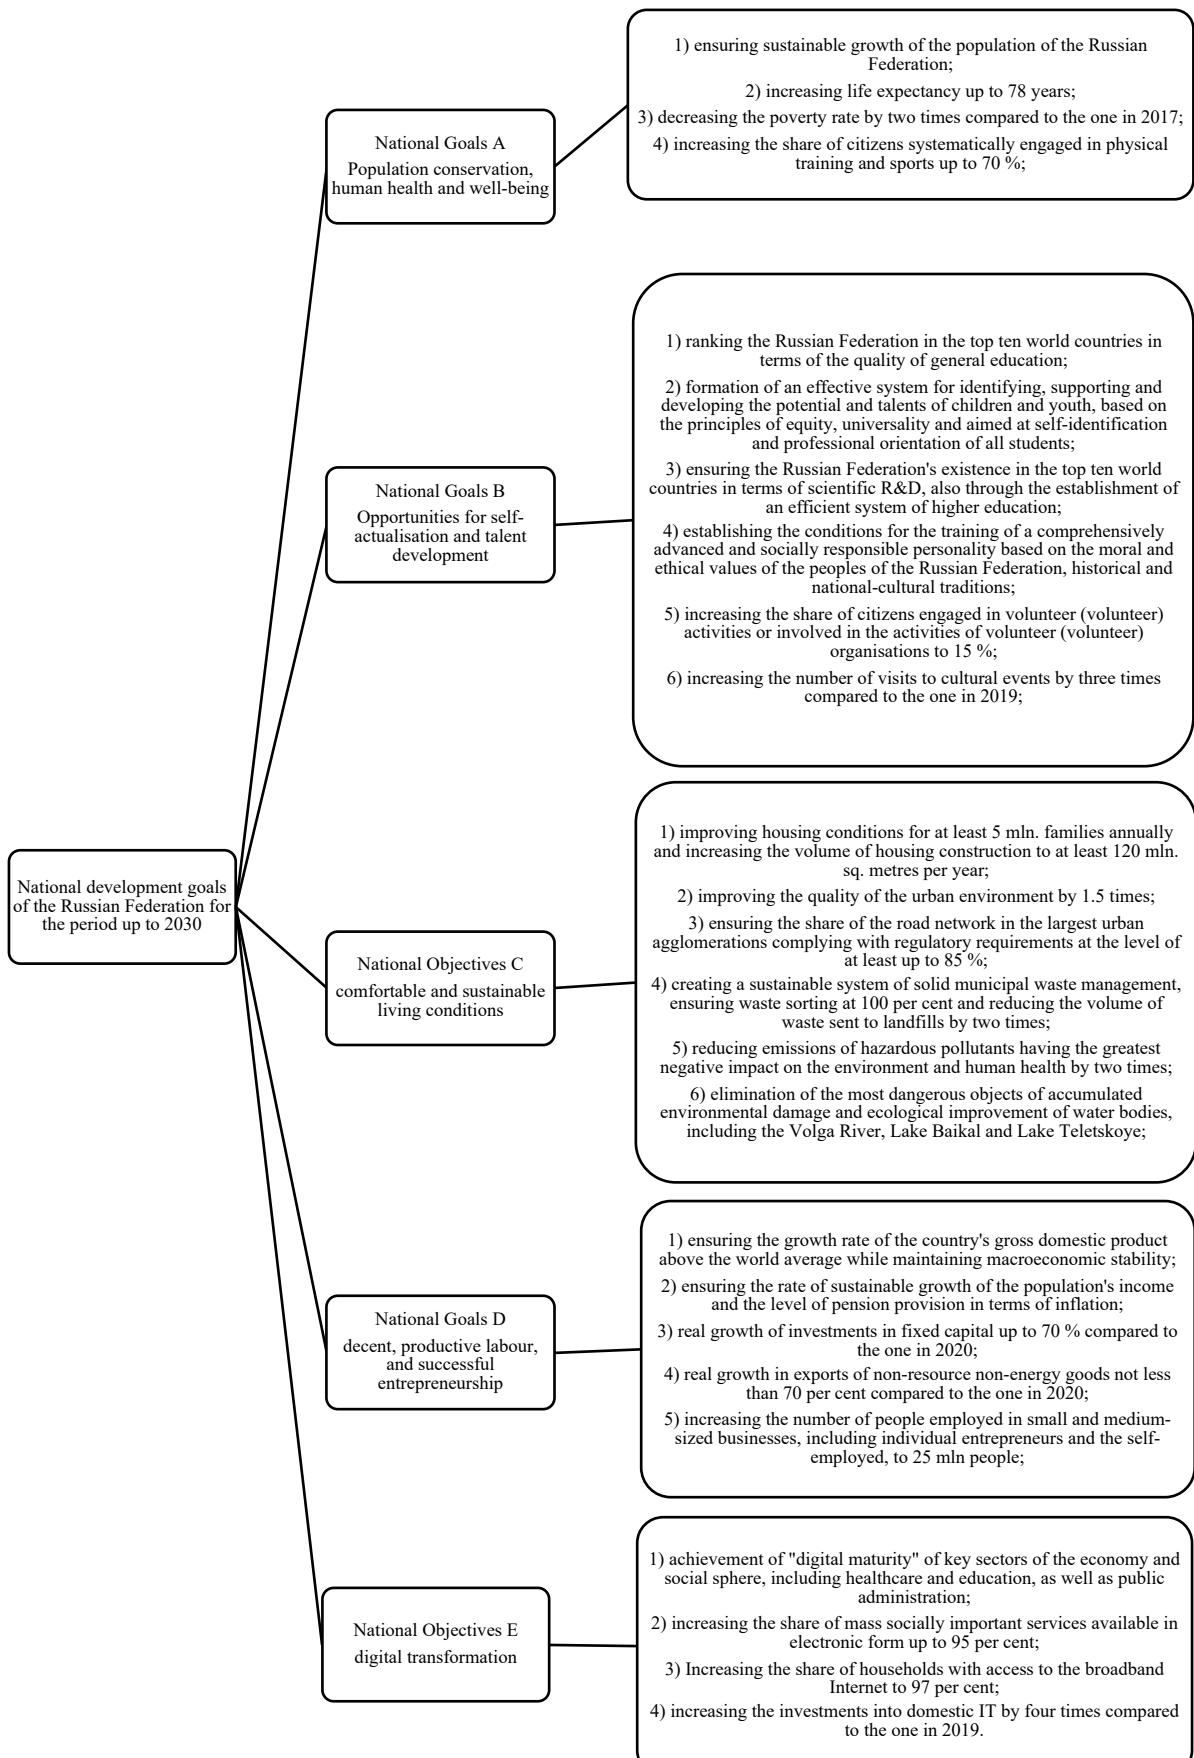 National development goals
of the Russian Federation for
the period up to 2030
National Goals A
Population conservation,
human health and well-being
1) ensuring sustainable growth of the population of the Russian
Federation;
2) increasing life expectancy up to 78 years;
3) decreasing the poverty rate by two times compared to the one in 2017;
4) increasing the share of citizens systematically engaged in physical
training and sports up to 70 %;
National Goals B
Opportunities for self-
actualisation and talent
development
1) ranking the Russian Federation in the top ten world countries in
terms of the quality of general education;
2) formation of an effective system for identifying, supporting and
developing the potential and talents of children and youth, based on
the principles of equity, universality and aimed at self-identification
and professional orientation of all students;
3) ensuring the Russian Federation's existence in the top ten world
countries in terms of scientific R&D, also through the establishment of
an efficient system of higher education;
4) establishing the conditions for the training of a comprehensively
advanced and socially responsible personality based on the moral and
ethical values of the peoples of the Russian Federation, historical and
national-cultural traditions;
5) increasing the share of citizens engaged in volunteer (volunteer)
activities or involved in the activities of volunteer (volunteer)
organisations to 15 %;
6) increasing the number of visits to cultural events by three times
compared to the one in 2019;
National Objectives C
comfortable and sustainable
living conditions
1) improving housing conditions for at least 5 mln. families annually
and increasing the volume of housing construction to at least 120 mln.
sq. metres per year;
2) improving the quality of the urban environment by 1.5 times;
3) ensuring the share of the road network in the largest urban
agglomerations complying with regulatory requirements at the level of
at least up to 85 %;
4) creating a sustainable system of solid municipal waste management,
ensuring waste sorting at 100 per cent and reducing the volume of
waste sent to landfills by two times;
5) reducing emissions of hazardous pollutants having the greatest
negative impact on the environment and human health by two times;
6) elimination of the most dangerous objects of accumulated
environmental damage and ecological improvement of water bodies,
including the Volga River, Lake Baikal and Lake Teletskoye;
National Goals D
decent, productive labour,
and successful
entrepreneurship
1) ensuring the growth rate of the country's gross domestic product
above the world average while maintaining macroeconomic stability;
2) ensuring the rate of sustainable growth of the population's income
and the level of pension provision in terms of inflation;
3) real growth of investments in fixed capital up to 70 % compared to
the one in 2020;
4) real growth in exports of non-resource non-energy goods not less
than 70 per cent compared to the one in 2020;
5) increasing the number of people employed in small and medium-
sized businesses, including individual entrepreneurs and the self-
employed, to 25 mln people;
National Objectives E
digital transformation
1) achievement of "digital maturity" of key sectors of the economy and
social sphere, including healthcare and education, as well as public
administration;
2) increasing the share of mass socially important services available in
electronic form up to 95 per cent;
3) Increasing the share of households with access to the broadband
Internet to 97 per cent;
4) increasing the investments into domestic IT by four times compared
to the one in 2019.